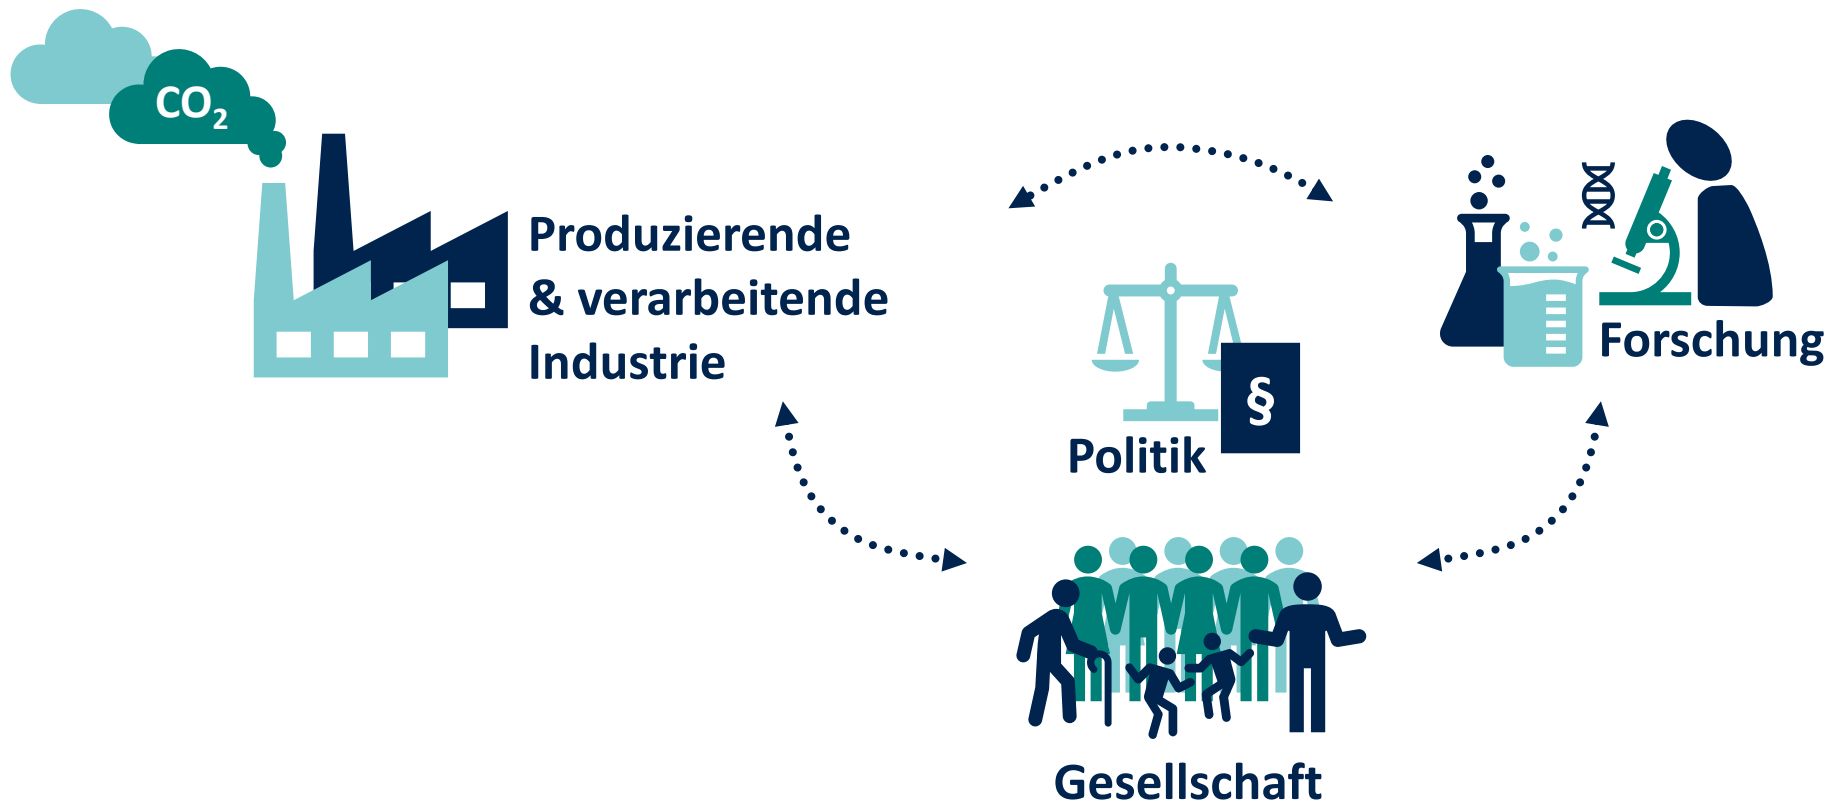 CO₂
Produzierende
& verarbeitende
Industrie
Forschung
§
Politik
Gesellschaft